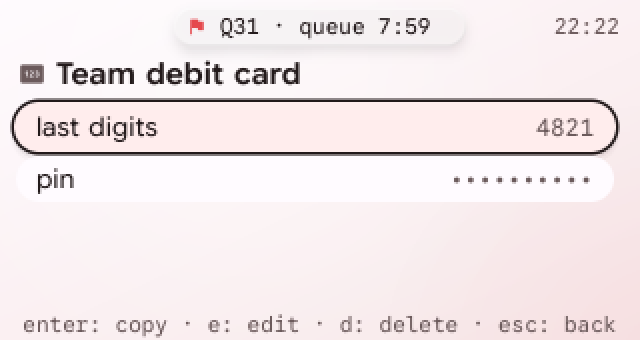 Q31 · queue 7:59
22:22
123 Team debit card
last digits 4821
pin ••••••••••
enter: copy · e: edit · d: delete · esc: back